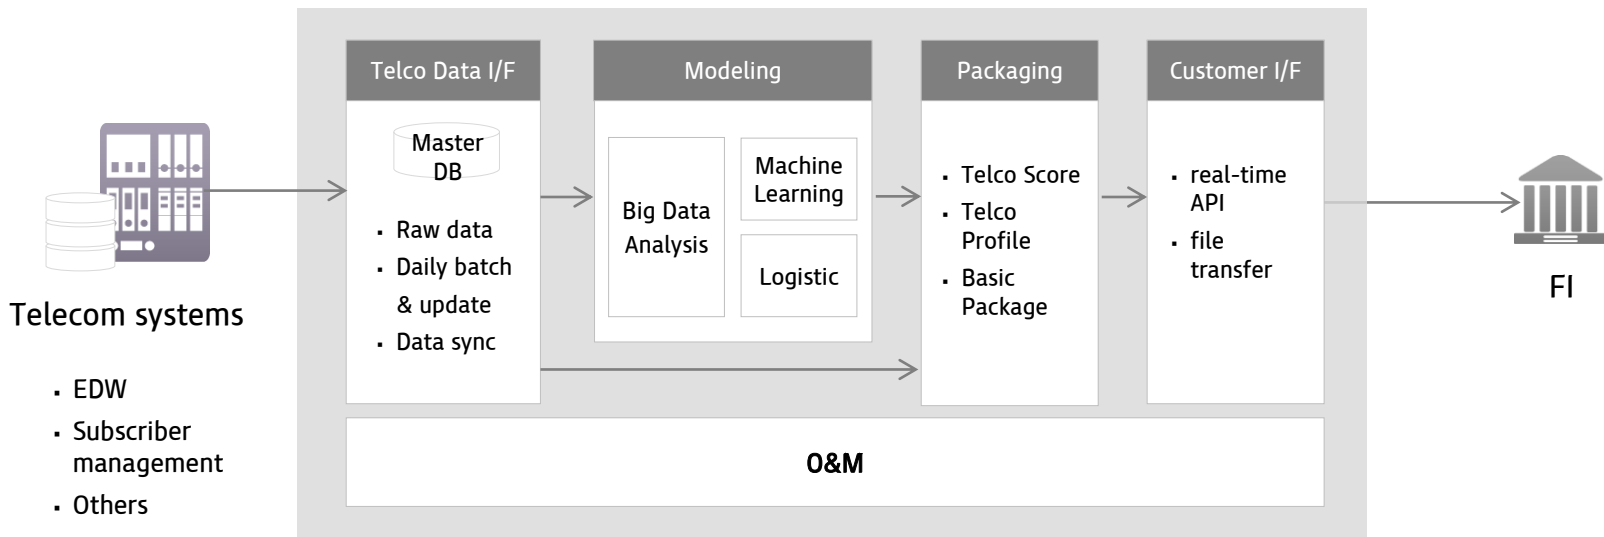 Telecom systems
▪ EDW
▪ Subscriber
management
▪ Others
Telco Data I/F
Master
DB
▪ Raw data
▪ Daily batch
& update
▪ Data sync
Modeling
Big Data
Analysis
Machine
Learning
Logistic
Packaging
▪ Telco Score
▪ Telco
Profile
▪ Basic
Package
Customer I/F
▪ real-time
API
▪ file
transfer
O&M
FI